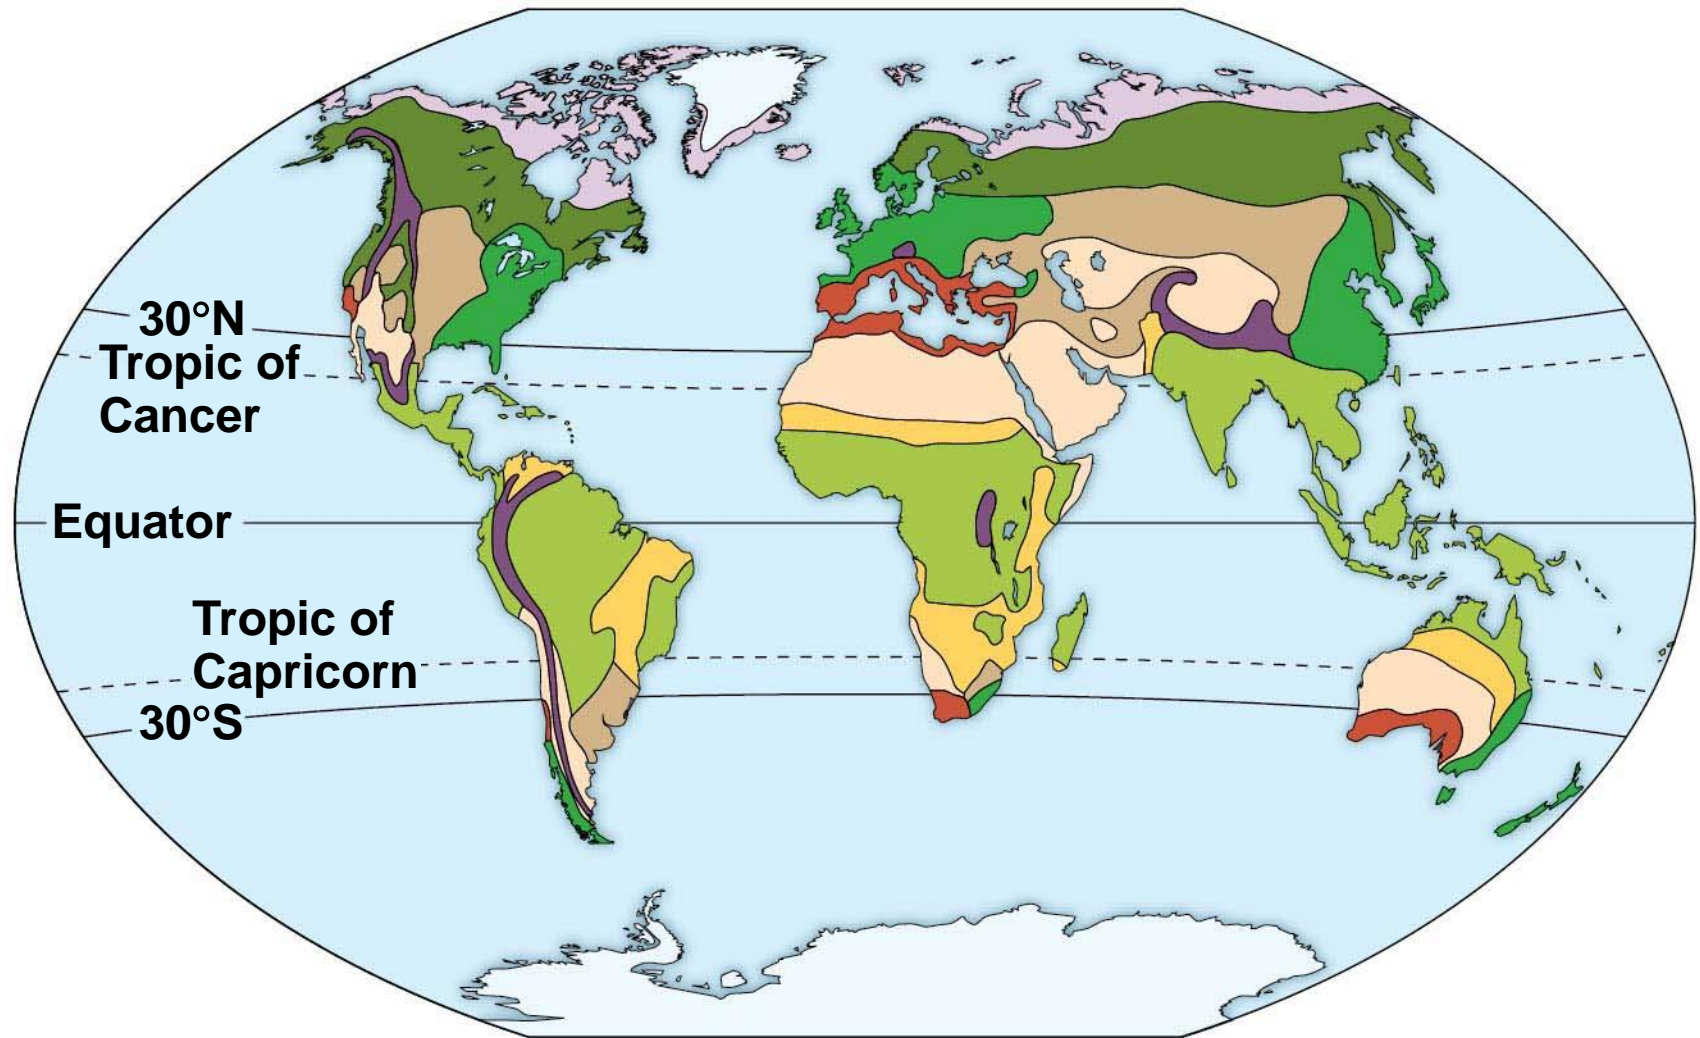 30°N
Tropic of
Cancer
Equator
Tropic of
Capricorn
30°S